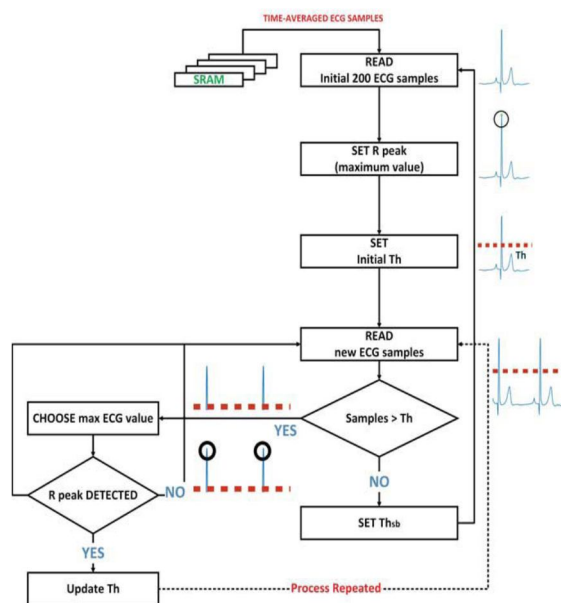 TIME-AVERAGED ECG SAMPLES
SRAM
READ
Initial 200 ECG samples
SET R peak
(maximum value)
SET
Initial Th
Th
READ
new ECG samples
Samples > Th
YES
CHOOSE max ECG value
R peak DETECTED
NO
NO
SET Thsb
YES
Update Th
Process Repeated